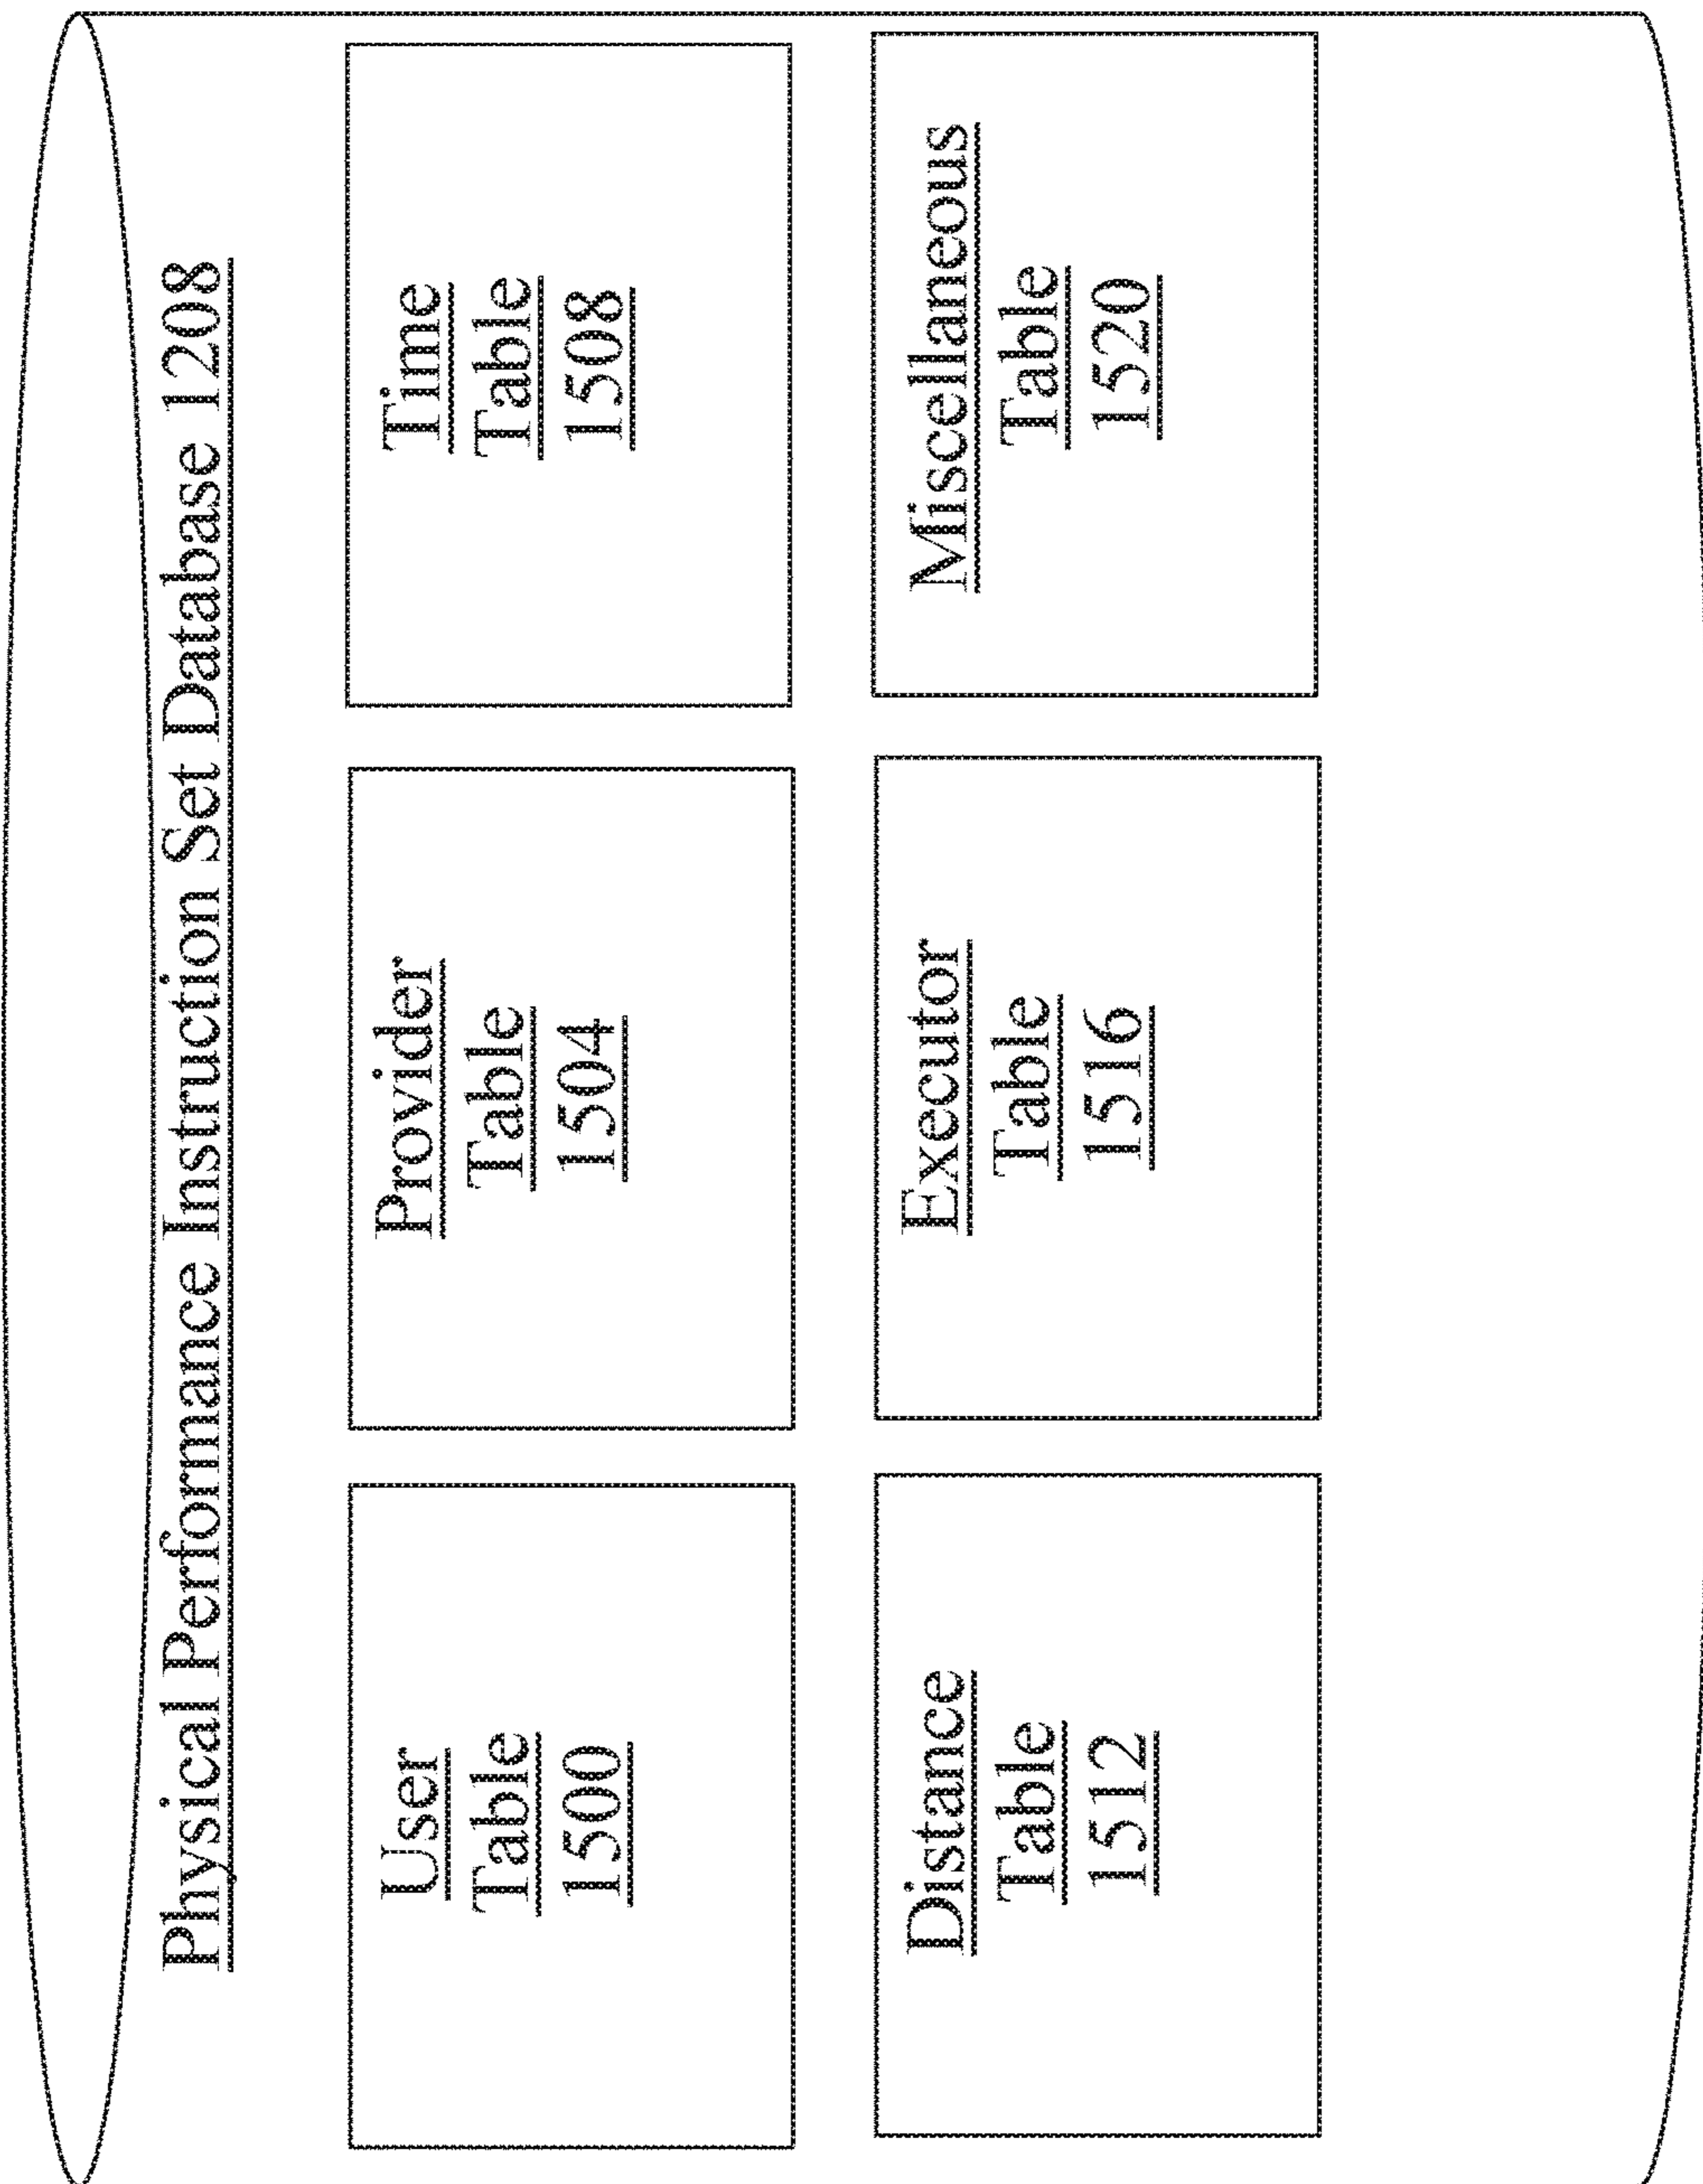 Physical Performance Instruction Set Database 1208
User
Table
1500
Provider
Table
1504
Time
Table
1508
Distance
Table
1512
Executor
Table
1516
Miscellaneous
Table
1520